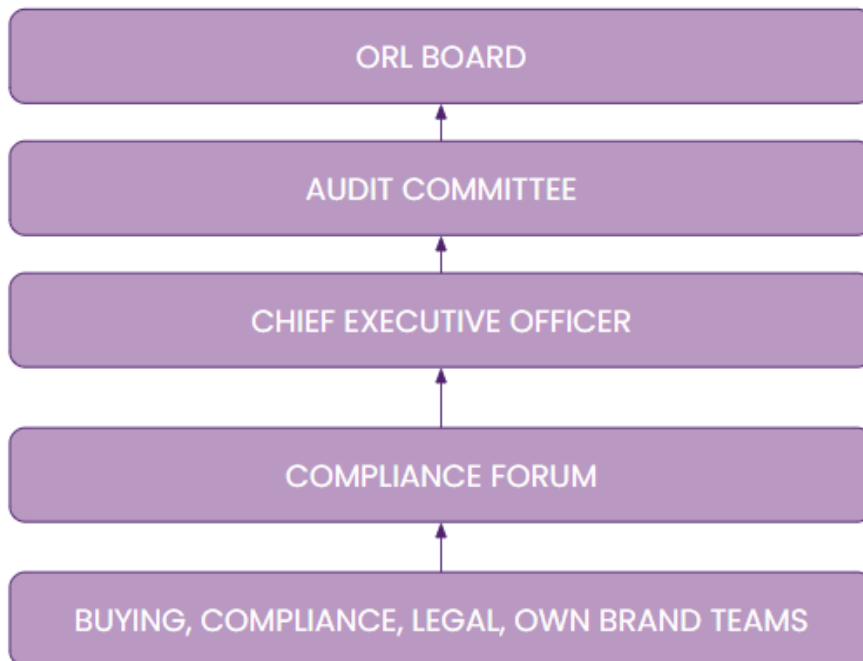 ORL BOARD
AUDIT COMMITTEE
CHIEF EXECUTIVE OFFICER
COMPLIANCE FORUM
BUYING, COMPLIANCE, LEGAL, OWN BRAND TEAMS